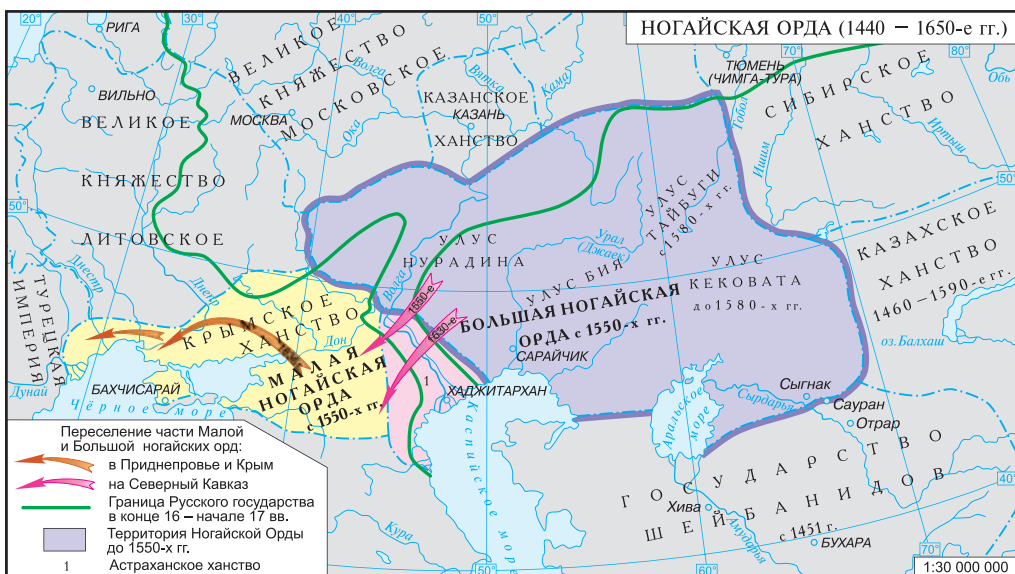 НОГАЙСКАЯ ОРДА (1440 – 1650-е гг.)
20°
30°
40°
50°
60°
70°
80°
РИГА
ВЕЛИКОЕ
КНЯЖЕСТВО
МОСКОВСКОЕ
Волга
Вятка
Кама
ТЮМЕНЬ
(ЧИМГА-ТУРА)
Обь
ВИЛЬНО
МОСКВА
Ока
КАЗАНСКОЕ
КАЗАНЬ
ХАНСТВО
Тобол
СИБИРСКОЕ
ХАНСТВО
Ишим
Иртыш
ВЕЛИКОЕ
КНЯЖЕСТВО
ЛИТОВСКОЕ
50°
50°
УЛУС
ТАЙБУГИ
с 1580-х гг.
УЛУС
НУРАДИНА
Урал
(Джаек)
УЛУС БИЯ
УЛУС
КЕКОВАТА
до 1580-х гг.
КАЗАХСКОЕ
ХАНСТВО
1460–1590-е гг.
оз. Балхаш
Днестр
Днепр
Волга
Дон
ТУРЕЦКАЯ
ИМПЕРИЯ
КРЫМСКОЕ
ХАНСТВО
1550-е
1630-е
БОЛЬШАЯ НОГАЙСКАЯ
ОРДА с 1550-х гг.
САРАЙЧИК
МАЛАЯ
НОГАЙСКАЯ
ОРДА
с 1550-х гг.
1
ХАДЖИТАРХАН
Дунай
БАХЧИСАРАЙ
Чёрное море
Каспийское море
Аральское
море
Сыгнак
Сырдарья
Сауран
Отрар
ГОСУДАРСТВО
ШЕЙБАНИДОВ
с 1451 г.
Хива
Амударья
БУХАРА
Кура
40°
50°
70°
Переселение части Малой
и Большой ногайских орд:
в Приднепровье и Крым
на Северный Кавказ
Граница Русского государства
в конце 16 – начале 17 вв.
Территория Ногайской Орды
до 1550-х гг.
1 Астраханское ханство
1:30 000 000